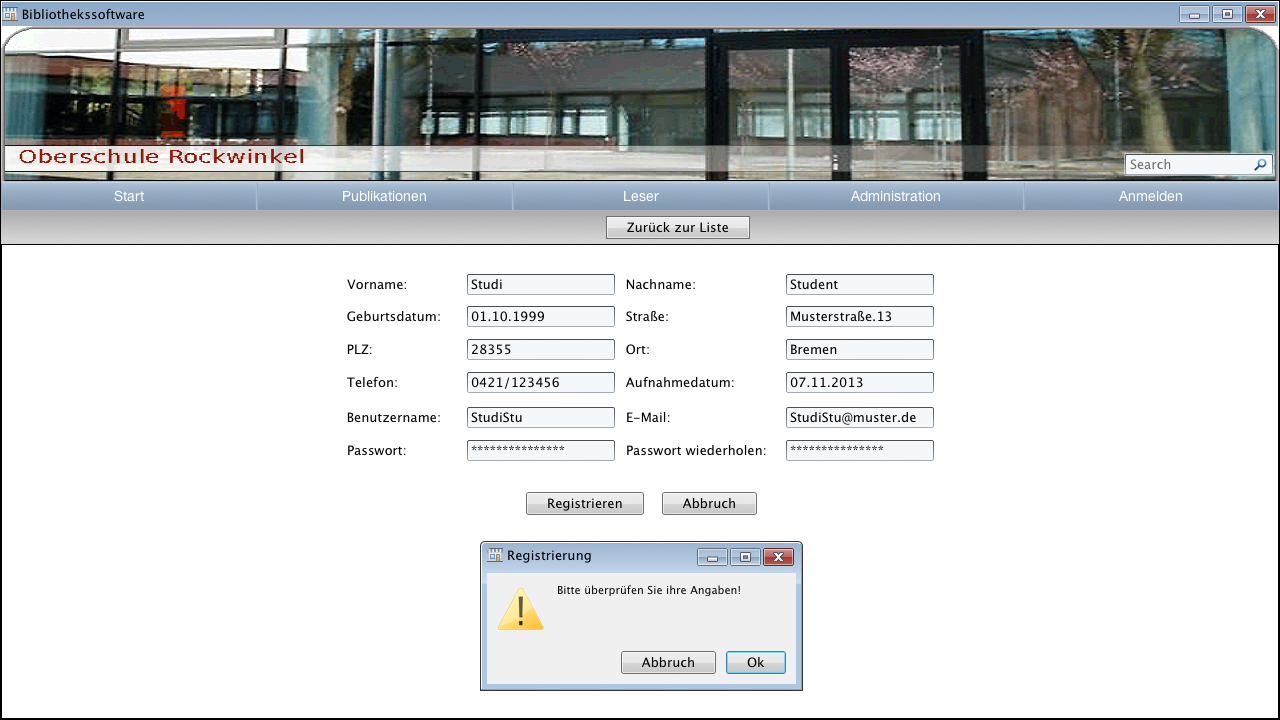 Bibliothekssoftware
Oberschule Rockwinkel
Search
Start Publikationen Leser Administration Anmelden
Zurück zur Liste
Vorname: Studi Nachname: Student
Geburtsdatum: 01.10.1999 Straße: Musterstraße.13
PLZ: 28355 Ort: Bremen
Telefon: 0421/123456 Aufnahmedatum: 07.11.2013
Benutzername: StudiStu E-Mail: StudiStu@muster.de
Passwort: *************** Passwort wiederholen: ***************
Registrieren Abbruch
Registrierung
Bitte überprüfen Sie ihre Angaben!
Abbruch Ok